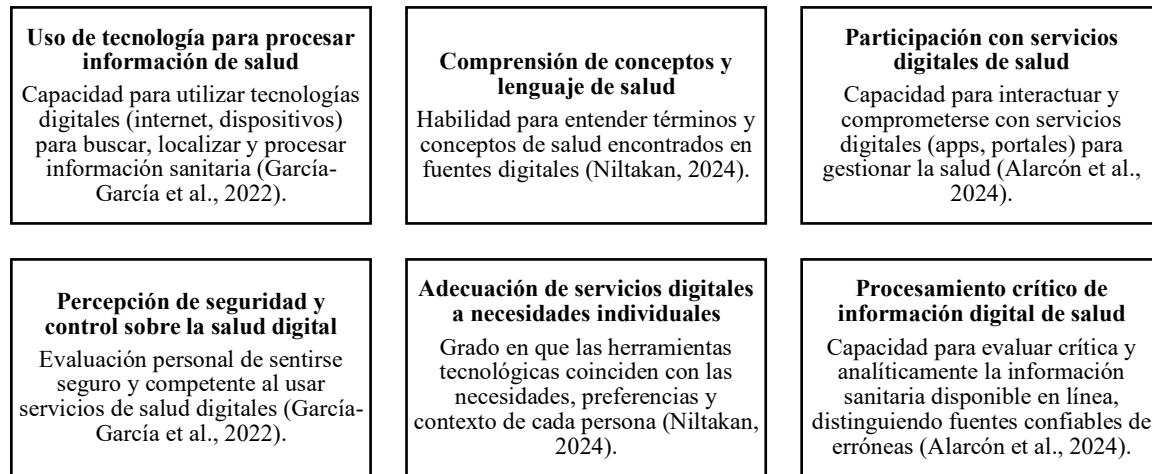 Uso de tecnología para procesar
información de salud
Capacidad para utilizar tecnologías
digitales (internet, dispositivos)
para buscar, localizar y procesar
información sanitaria (García-
García et al., 2022).
Comprensión de conceptos y
lenguaje de salud
Habilidad para entender términos y
conceptos de salud encontrados en
fuentes digitales (Niltakan, 2024).
Participación con servicios
digitales de salud
Capacidad para interactuar y
comprometerse con servicios
digitales (apps, portales) para
gestionar la salud (Alarcón et al.,
2024).
Percepción de seguridad y
control sobre la salud digital
Evaluación personal de sentirse
seguro y competente al usar
servicios de salud digitales (García-
García et al., 2022).
Adecuación de servicios digitales
a necesidades individuales
Grado en que las herramientas
tecnológicas coinciden con las
necesidades, preferencias y
contexto de cada persona (Niltakan,
2024).
Procesamiento crítico de
información digital de salud
Capacidad para evaluar crítica y
analíticamente la información
sanitaria disponible en línea,
distinguiendo fuentes confiables de
erróneas (Alarcón et al., 2024).